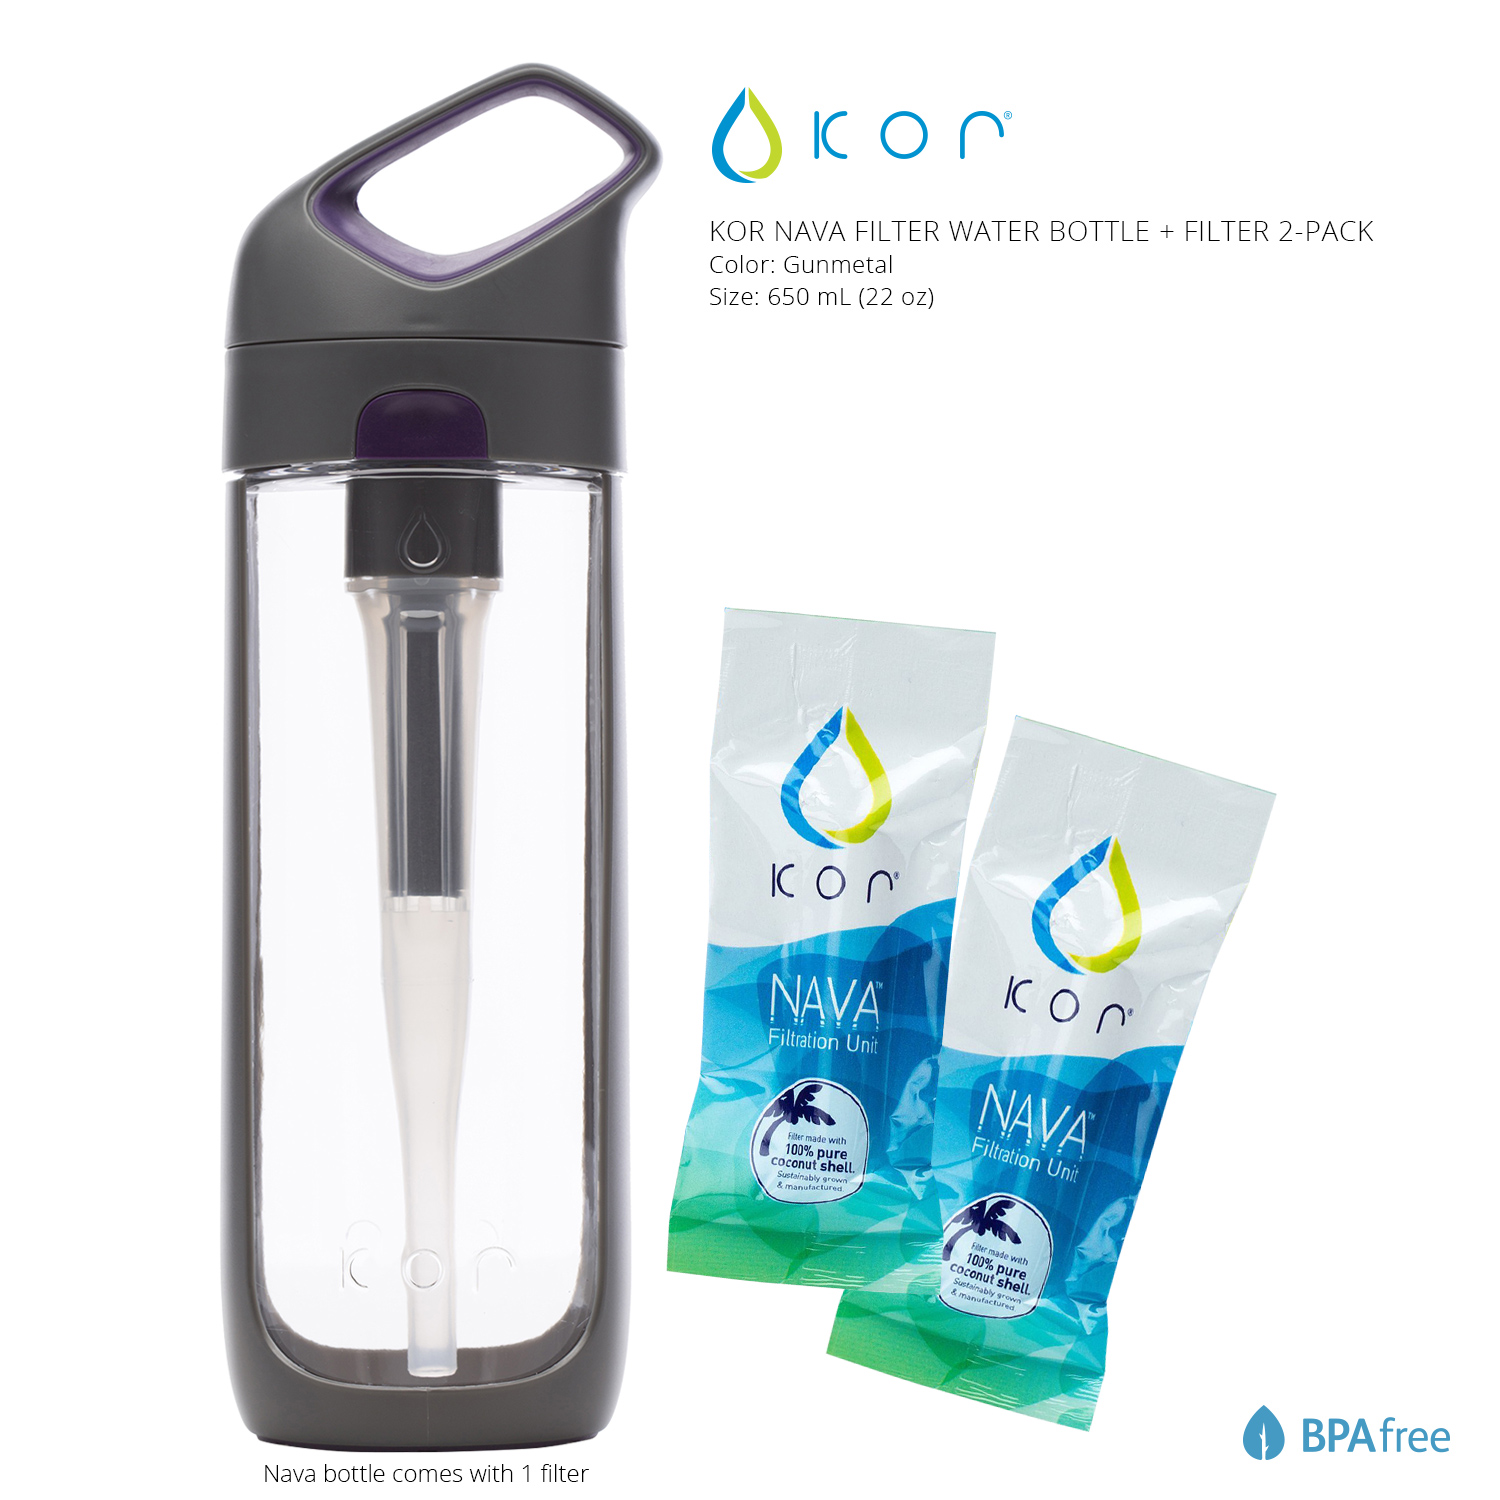 kor®
KOR NAVA FILTER WATER BOTTLE + FILTER 2-PACK
Color: Gunmetal
Size: 650 mL (22 oz)
kor®
NAVA™
Filtration Unit
Filter made with
100% pure
coconut shell.
Sustainably grown
& manufactured.
kor®
NAVA™
Filtration Unit
Filter made with
100% pure
coconut shell.
Sustainably grown
& manufactured.
kor
Nava bottle comes with 1 filter
BPAfree